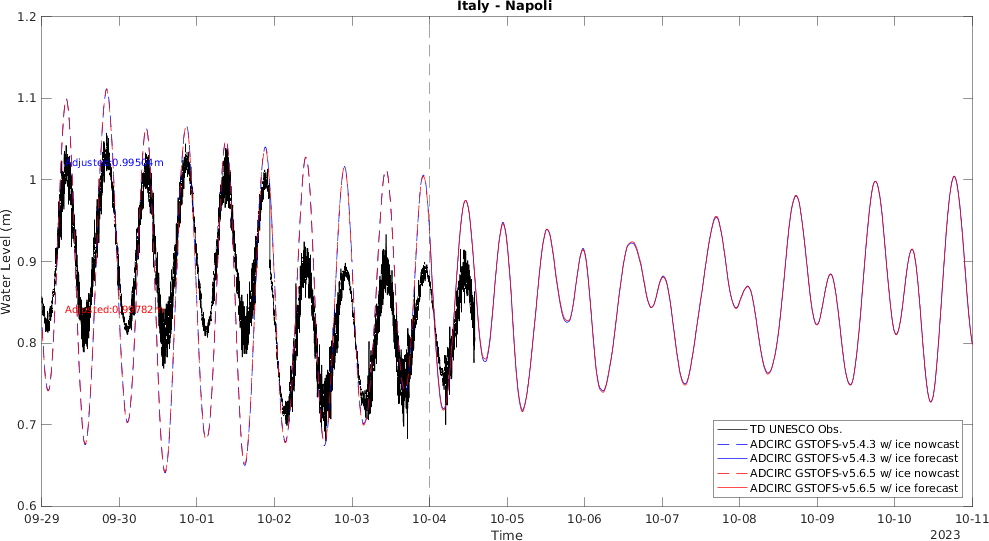 Italy - Napoli
1.2
1.1
1
0.9
0.8
0.7
0.6
Water Level (m)
TD UNESCO Obs.
ADCIRC GSTOFS-v5.4.3 w/ ice nowcast
ADCIRC GSTOFS-v5.4.3 w/ ice forecast
ADCIRC GSTOFS-v5.6.5 w/ ice nowcast
ADCIRC GSTOFS-v5.6.5 w/ ice forecast
09-29 09-30 10-01 10-02 10-03 10-04 10-05 10-06 10-07 10-08 10-09 10-10 10-11
Time
2023